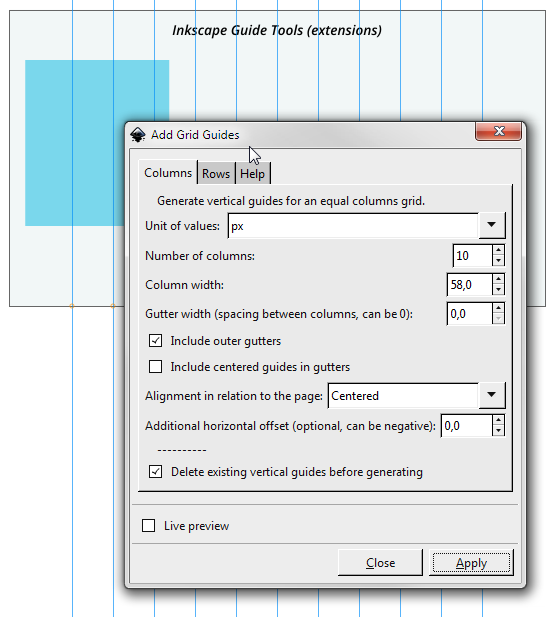 Inkscape Guide Tools (extensions)
Add Grid Guides
Columns Rows Help
Generate vertical guides for an equal columns grid.
Unit of values: px
Number of columns: 10
Column width: 58,0
Gutter width (spacing between columns, can be 0): 0,0
Include outer gutters
Include centered guides in gutters
Alignment in relation to the page: Centered
Additional horizontal offset (optional, can be negative): 0,0
----------
Delete existing vertical guides before generating
Live preview
Close Apply